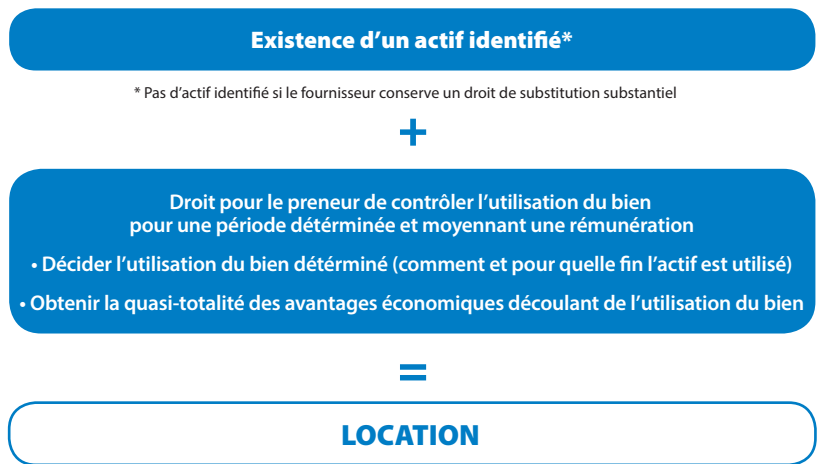 Existence d’un actif identifié*
* Pas d’actif identifié si le fournisseur conserve un droit de substitution substantiel
+
Droit pour le preneur de contrôler l’utilisation du bien
pour une période détérminée et moyennant une rémunération
• Décider l’utilisation du bien détérminé (comment et pour quelle fin l’actif est utilisé)
• Obtenir la quasi-totalité des avantages économiques découlant de l’utilisation du bien
=
LOCATION